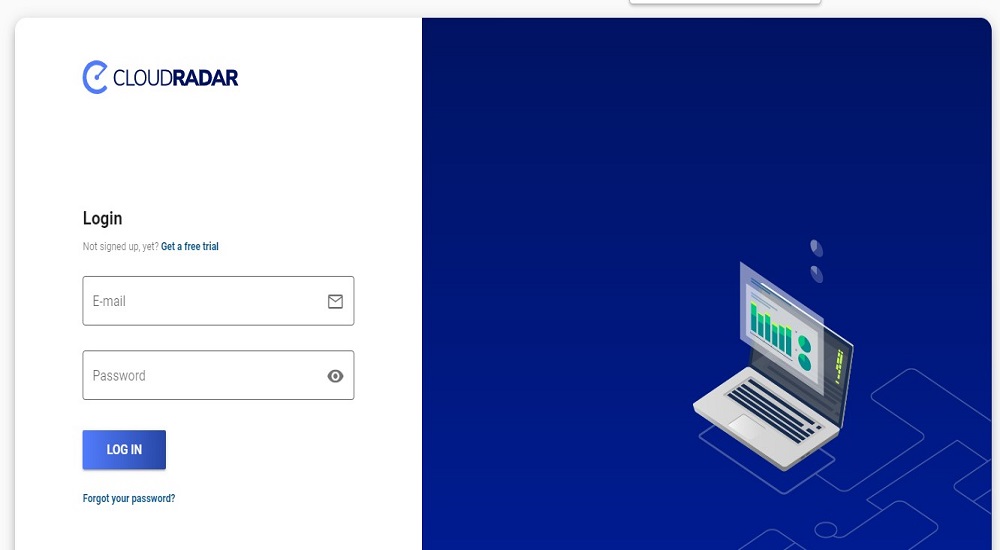 CLOUDRADAR
Login
Not signed up, yet? Get a free trial
E-mail
Password
LOG IN
Forgot your password?